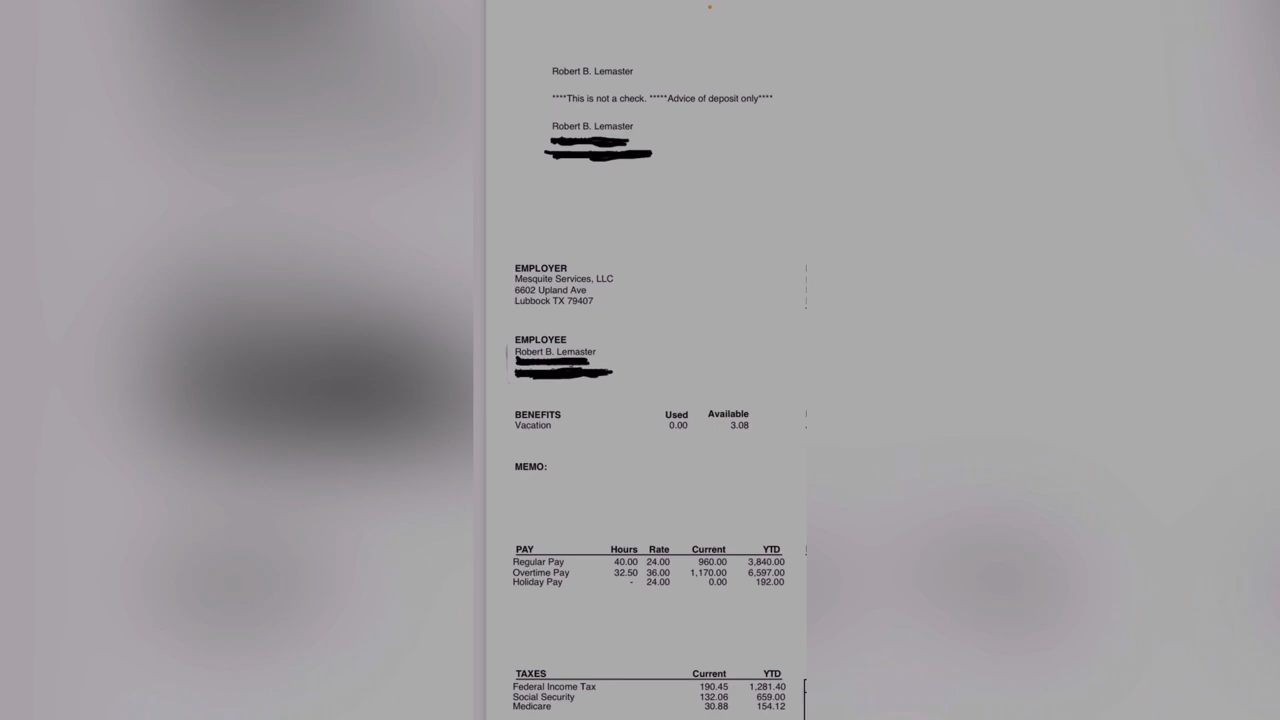 Robert B. Lemaster
****This is not a check. *****Advice of deposit only****
Robert B. Lemaster
EMPLOYER
Mesquite Services, LLC
6602 Upland Ave
Lubbock TX 79407
EMPLOYEE
Robert B. Lemaster
BENEFITS Used Available
Vacation 0.00 3.08
MEMO:
PAY Hours Rate Current YTD
Regular Pay 40.00 24.00 960.00 3,840.00
Overtime Pay 32.50 36.00 1,170.00 6,597.00
Holiday Pay - 24.00 0.00 192.00
TAXES Current YTD
Federal Income Tax 190.45 1,281.40
Social Security 132.06 659.00
Medicare 30.88 154.12